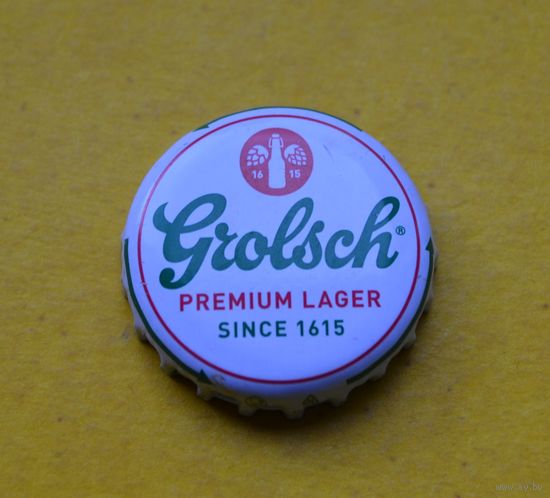 16 15
Grolsch®
PREMIUM LAGER
SINCE 1615
www.ay.by